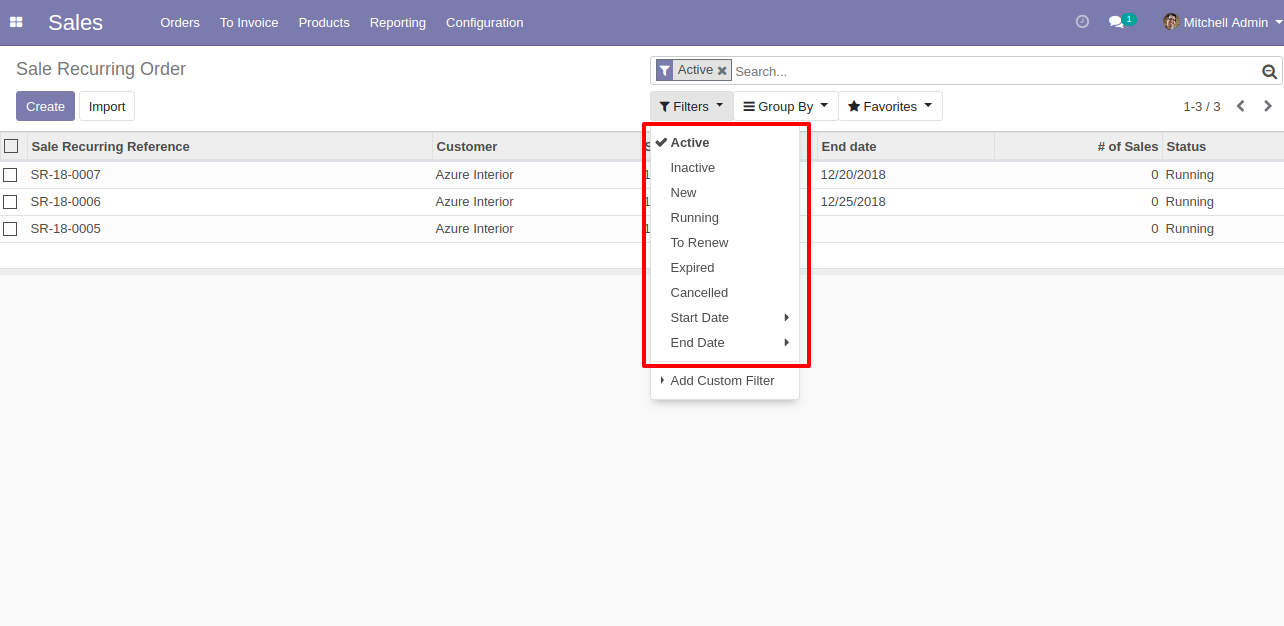 Sales Orders To Invoice Products Reporting Configuration 1 Mitchell Admin
Sale Recurring Order
Active Search...
Create Import
Filters Group By Favorites 1-3 / 3
Sale Recurring Reference Customer End date # of Sales Status
SR-18-0007 Azure Interior 12/20/2018 0 Running
SR-18-0006 Azure Interior 12/25/2018 0 Running
SR-18-0005 Azure Interior 0 Running
Active
Inactive
New
Running
To Renew
Expired
Cancelled
Start Date
End Date
Add Custom Filter